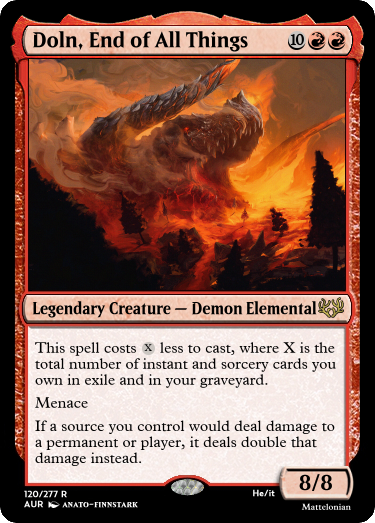 Doln, End of All Things 10
Legendary Creature — Demon Elemental
This spell costs X less to cast, where X is the
total number of instant and sorcery cards you
own in exile and in your graveyard.
Menace
If a source you control would deal damage to
a permanent or player, it deals double that
damage instead.
8/8
120/277 R He/it
AUR ANATO-FINNSTARK Mattelonian